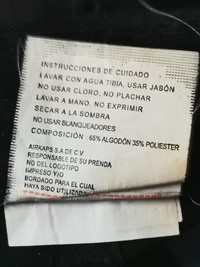 INSTRUCCIONES DE CUIDADO
LAVAR CON AGUA TIBIA, USAR JABÓN
NO USAR CLORO, NO PLACHAR
LAVAR A MANO, NO EXPRIMIR
SECAR A LA SOMBRA
NO USAR BLANQUEADORES
COMPOSICIÓN : 65% ALGODÓN 35% POLIESTER
AIRKAPS S.A DE C.V
RESPONSABLE DE SU PRENDA
NO DEL LOGOTIPO
IMPRESO Y/O
BORDADO PARA EL CUAL
HAYA SIDO UTILIZADA